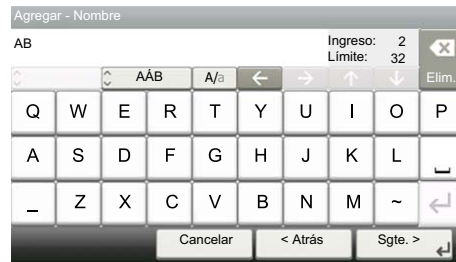 Agregar - Nombre
AB Ingreso: 2
Límite: 32
AÁB A/a ← → ↑ ↓ Elim.
Q W E R T Y U I O P
A S D F G H J K L
_ Z X C V B N M ~
Cancelar < Atrás Sgte. >